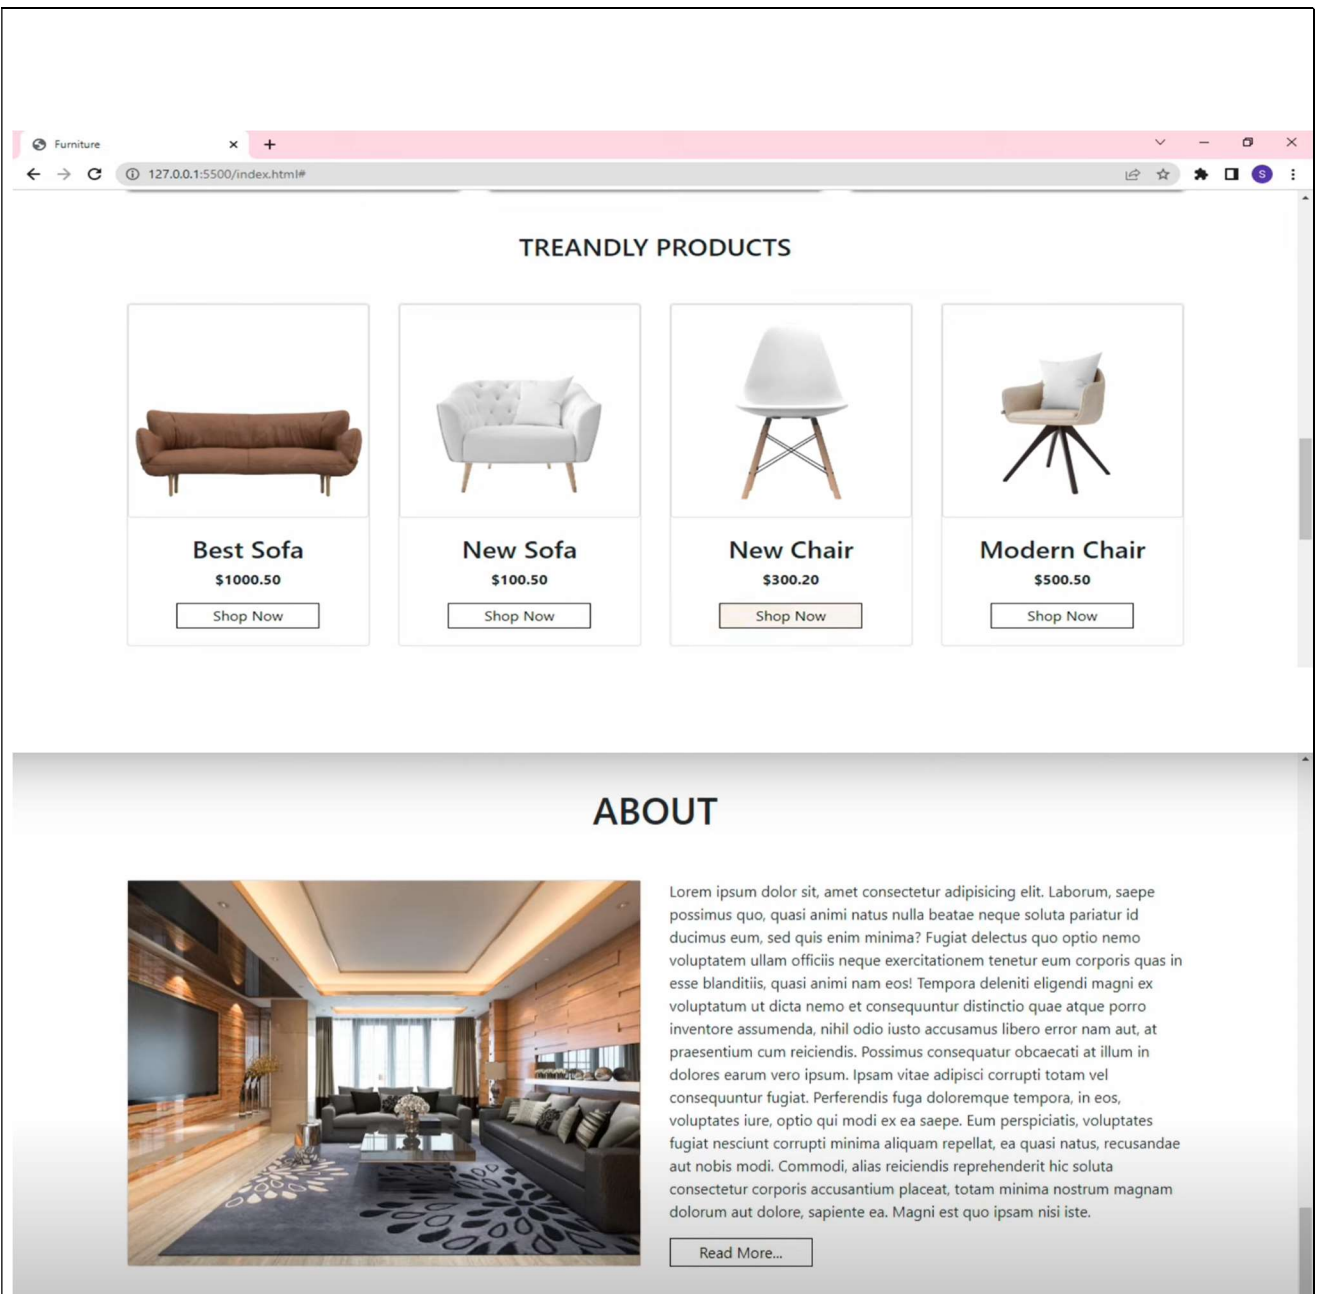 Furniture
127.0.0.1:5500/index.html#
S
TREANDLY PRODUCTS
Best Sofa
$1000.50
Shop Now
New Sofa
$100.50
Shop Now
New Chair
$300.20
Shop Now
Modern Chair
$500.50
Shop Now
ABOUT
Lorem ipsum dolor sit, amet consectetur adipisicing elit. Laborum, saepe
possimus quo, quasi animi natus nulla beatae neque soluta pariatur id
ducimus eum, sed quis enim minima? Fugiat delectus quo optio nemo
voluptatem ullam officiis neque exercitationem tenetur eum corporis quas in
esse blanditiis, quasi animi nam eos! Tempora deleniti eligendi magni ex
voluptatum ut dicta nemo et consequuntur distinctio quae atque porro
inventore assumenda, nihil odio iusto accusamus libero error nam aut, at
praesentium cum reiciendis. Possimus consequatur obcaecati at illum in
dolores earum vero ipsum. Ipsam vitae adipisci corrupti totam vel
consequuntur fugiat. Perferendis fuga doloremque tempora, in eos,
voluptates iure, optio qui modi ex ea saepe. Eum perspiciatis, voluptates
fugiat nesciunt corrupti minima aliquam repellat, ea quasi natus, recusandae
aut nobis modi. Commodi, alias reiciendis reprehenderit hic soluta
consectetur corporis accusantium placeat, totam minima nostrum magnam
dolorum aut dolore, sapiente ea. Magni est quo ipsam nisi iste.
Read More...